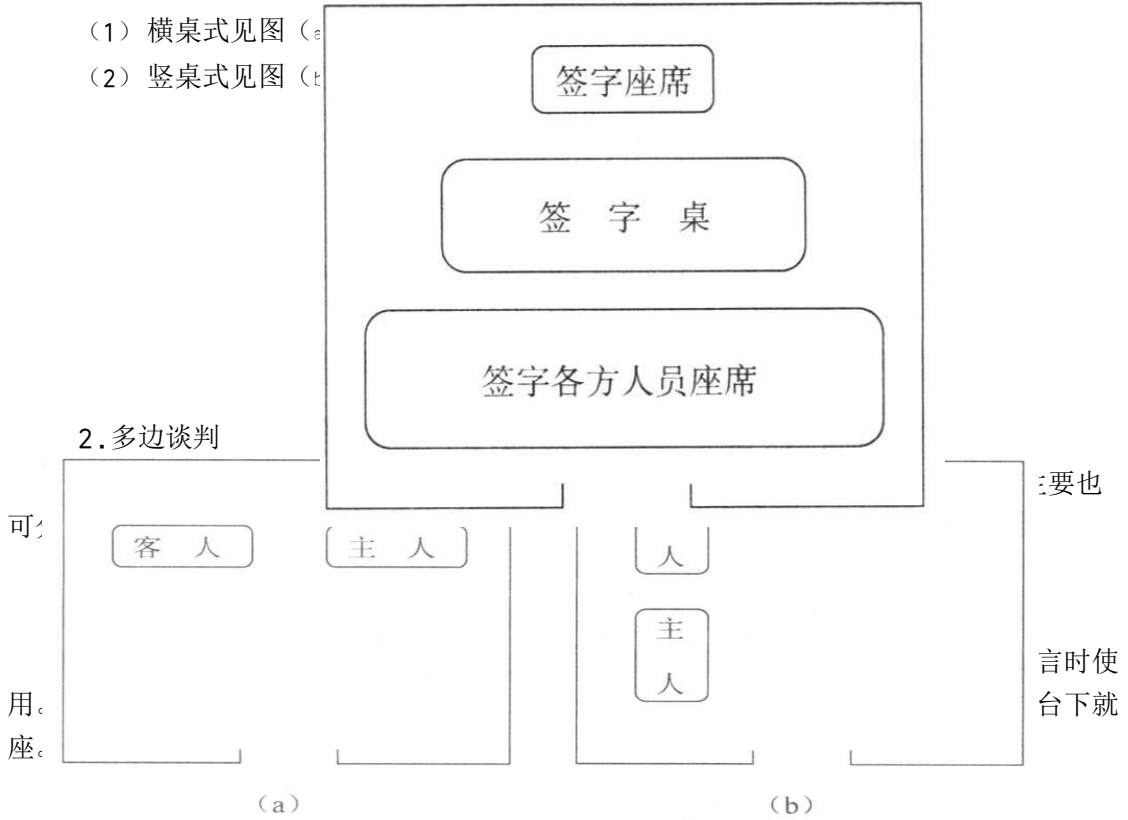 （1）横桌式见图（a
（2）竖桌式见图（b
签字座席
签 字 桌
签字各方人员座席
2.多边谈判
主要也
可分
客 人
主 人
人
主
人
言时使
用。
台下就
座。
（a）
（b）